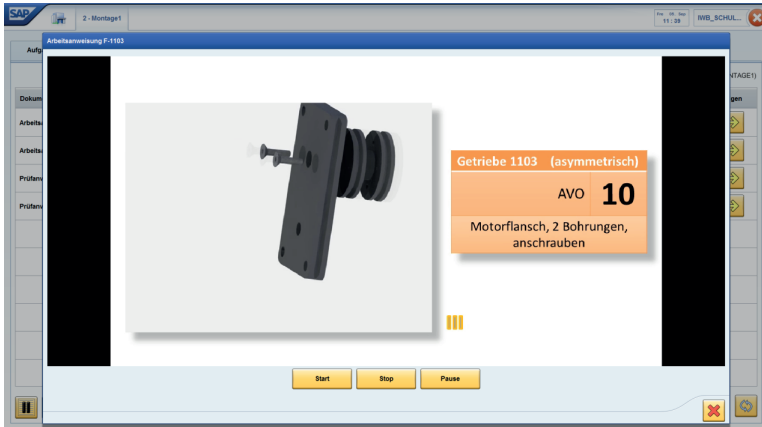 SAP
2 - Montage1
11 : 38
IWB_SCHUL...
Aufg
Arbeitsanweisung F-1103
NTAGE1)
Dokum
gen
Arbeits
Arbeits
Prüfanw
Prüfanw
Getriebe 1103 (asymmetrisch)
AVO 10
Motorflansch, 2 Bohrungen,
anschrauben
Start Stop Pause